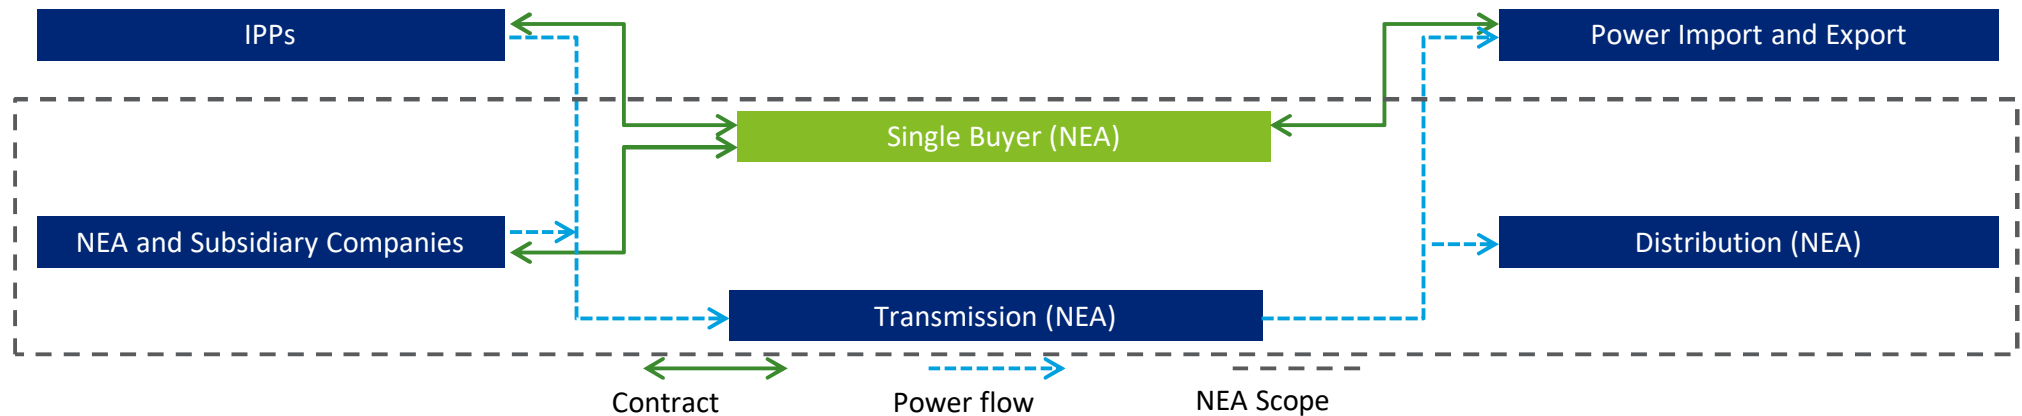 IPPs
Power Import and Export
Single Buyer (NEA)
NEA and Subsidiary Companies
Distribution (NEA)
Transmission (NEA)
Contract
Power flow
NEA Scope